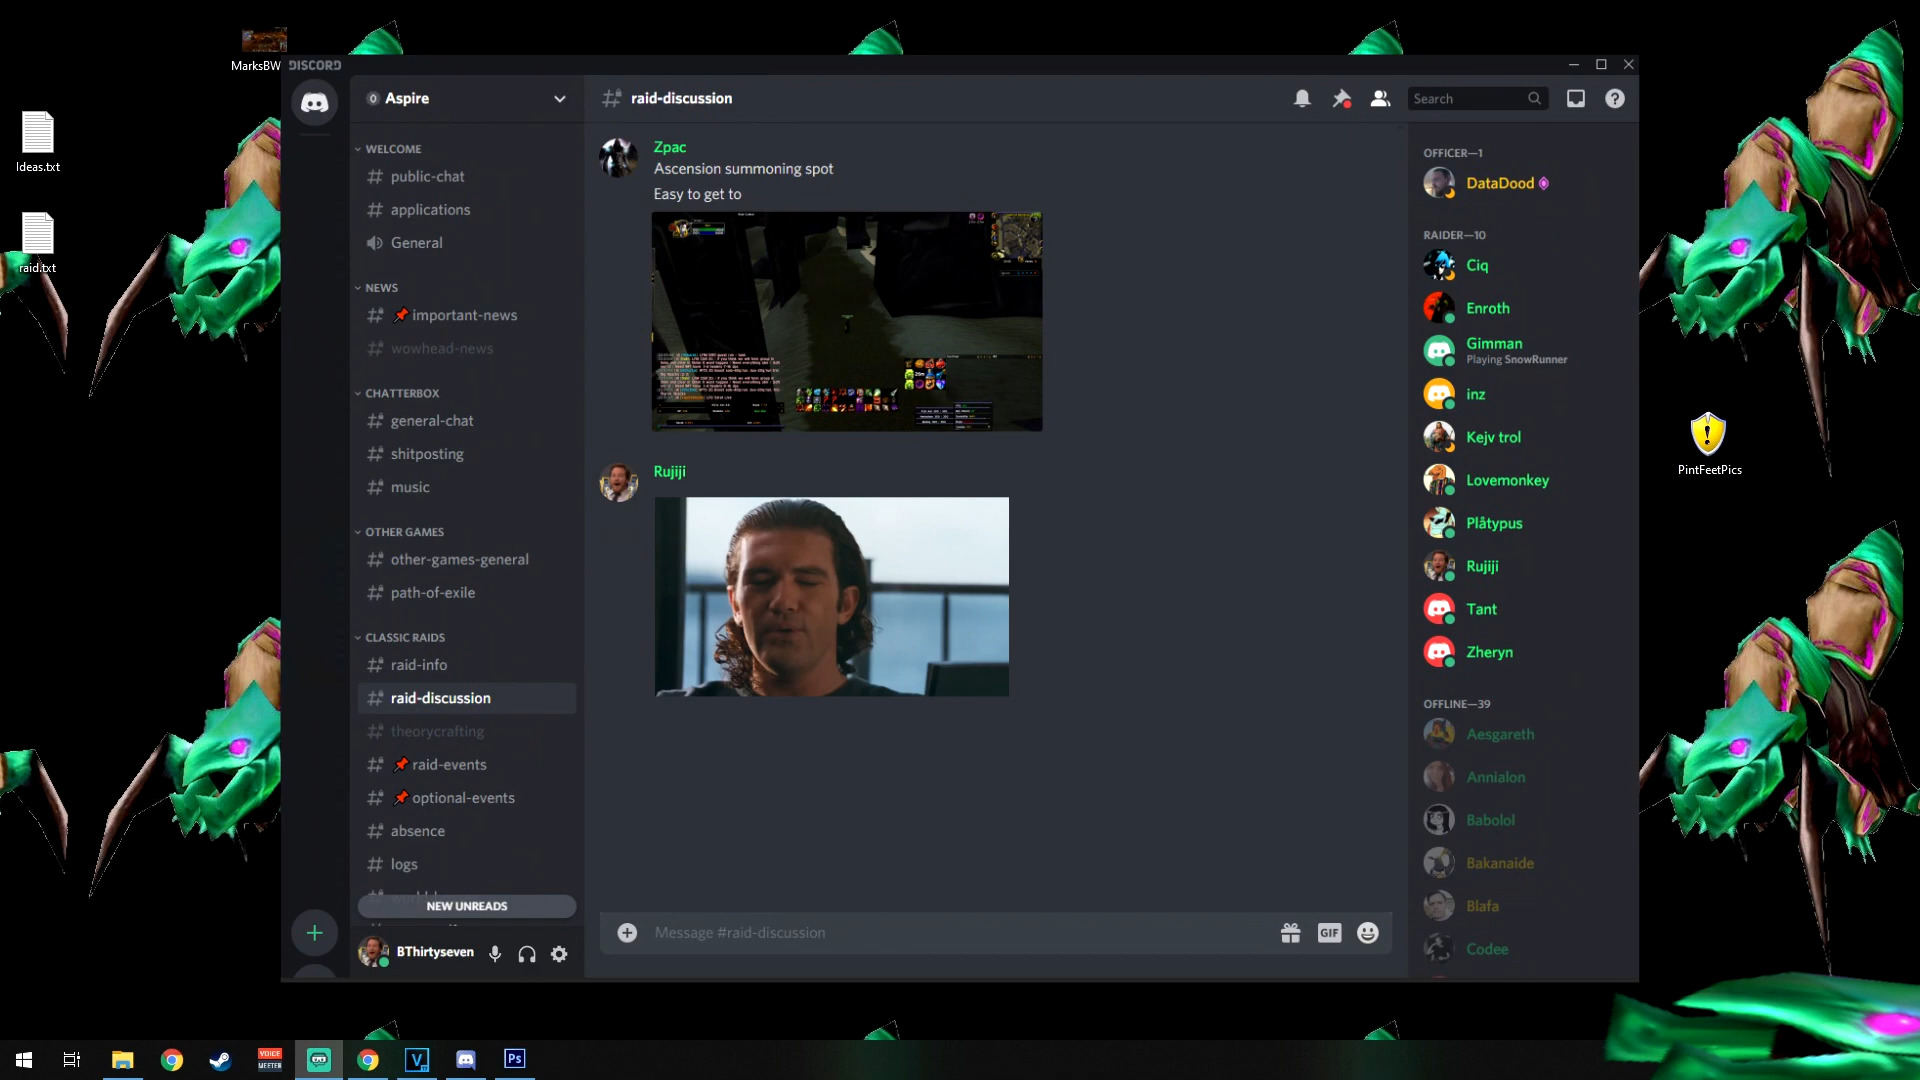 MarksBW
Ideas.txt
raid.txt
PintFeetPics
DISCORD
Aspire
WELCOME
public-chat
applications
General
NEWS
important-news
wowhead-news
CHATTERBOX
general-chat
shitposting
music
OTHER GAMES
other-games-general
path-of-exile
CLASSIC RAIDS
raid-info
raid-discussion
theorycrafting
raid-events
optional-events
absence
logs
NEW UNREADS
BThirtyseven
raid-discussion
Search
Zpac
Ascension summoning spot
Easy to get to
Rujiji
Message #raid-discussion
GIF
OFFICER—1
DataDood
RAIDER—10
Ciq
Enroth
Gimman
Playing SnowRunner
inz
Kejv trol
Lovemonkey
Plåtypus
Rujiji
Tant
Zheryn
OFFLINE—39
Aesgareth
Annialon
Babolol
Bakanaide
Blafa
Codee
VOICE
MEETER
V
Ps